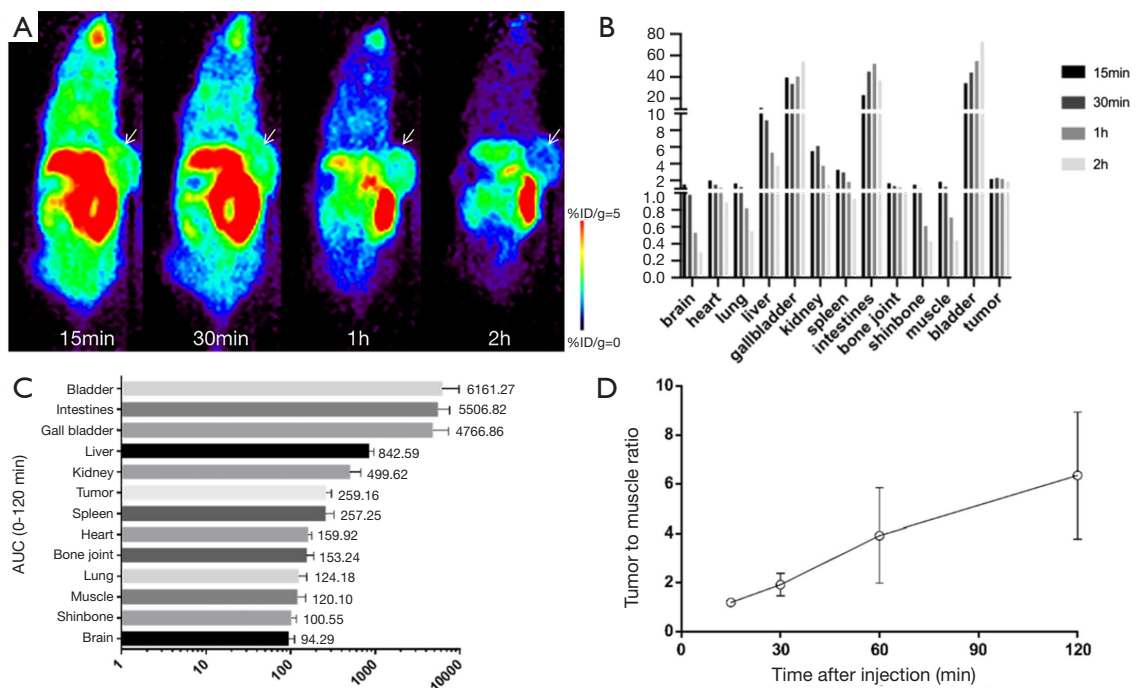 A
15min
30min
1h
2h
%ID/g=5
%ID/g=0
B
80
60
40
20
10
8
6
4
2
1.0
0.8
0.6
0.4
0.2
0.0
brain
heart
lung
liver
gallbladder
kidney
spleen
intestines
bone joint
shinbone
muscle
bladder
tumor
15min
30min
1h
2h
C
AUC (0-120 min)
Bladder 6161.27
Intestines 5506.82
Gall bladder 4766.86
Liver 842.59
Kidney 499.62
Tumor 259.16
Spleen 257.25
Heart 159.92
Bone joint 153.24
Lung 124.18
Muscle 120.10
Shinbone 100.55
Brain 94.29
1 10 100 1000 10000
D
Tumor to muscle ratio
10
8
6
4
2
0
0 30 60 90 120
Time after injection (min)